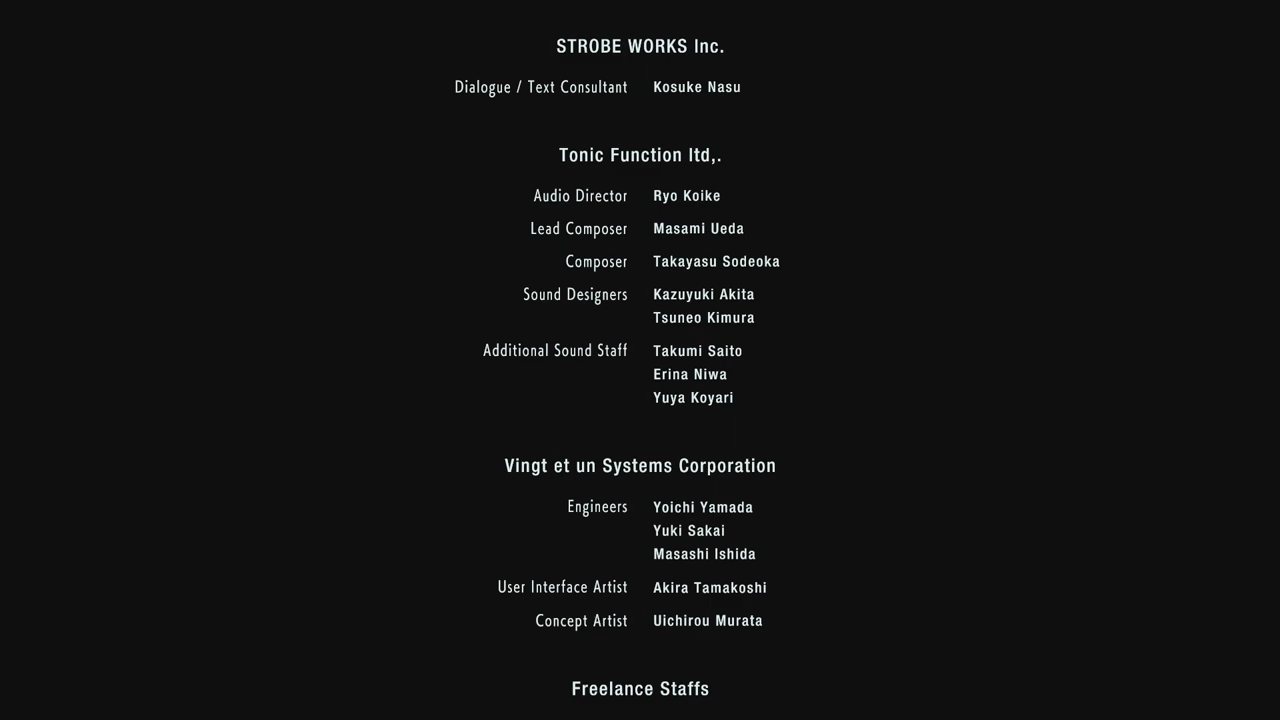 STROBE WORKS Inc.
Dialogue / Text Consultant Kosuke Nasu
Tonic Function ltd,.
Audio Director Ryo Koike
Lead Composer Masami Ueda
Composer Takayasu Sodeoka
Sound Designers Kazuyuki Akita
Tsuneo Kimura
Additional Sound Staff Takumi Saito
Erina Niwa
Yuya Koyari
Vingt et un Systems Corporation
Engineers Yoichi Yamada
Yuki Sakai
Masashi Ishida
User Interface Artist Akira Tamakoshi
Concept Artist Uichirou Murata
Freelance Staffs